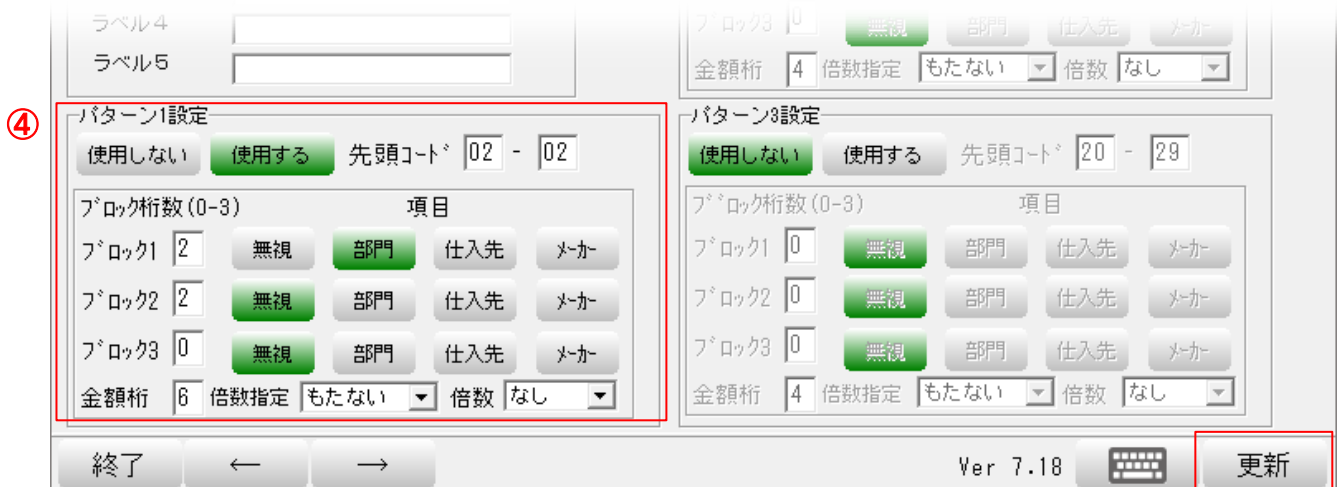 ラベル4
ラベル5
ブロック3 0 無視 部門 仕入先 ﾒｰｶｰ
金額桁 4 倍数指定 もたない 倍数 なし
④
パターン1設定
使用しない 使用する 先頭ｺｰﾄﾞ 02 - 02
ﾌﾞﾛｯｸ桁数(0-3) 項目
ﾌﾞﾛｯｸ1 2 無視 部門 仕入先 ﾒｰｶｰ
ﾌﾞﾛｯｸ2 2 無視 部門 仕入先 ﾒｰｶｰ
ﾌﾞﾛｯｸ3 0 無視 部門 仕入先 ﾒｰｶｰ
金額桁 6 倍数指定 もたない 倍数 なし
パターン3設定
使用しない 使用する 先頭ｺｰﾄﾞ 20 - 29
ﾌﾞﾛｯｸ桁数(0-3) 項目
ﾌﾞﾛｯｸ1 0 無視 部門 仕入先 ﾒｰｶｰ
ﾌﾞﾛｯｸ2 0 無視 部門 仕入先 ﾒｰｶｰ
ﾌﾞﾛｯｸ3 0 無視 部門 仕入先 ﾒｰｶｰ
金額桁 4 倍数指定 もたない 倍数 なし
終了 ← → Ver 7.18 更新